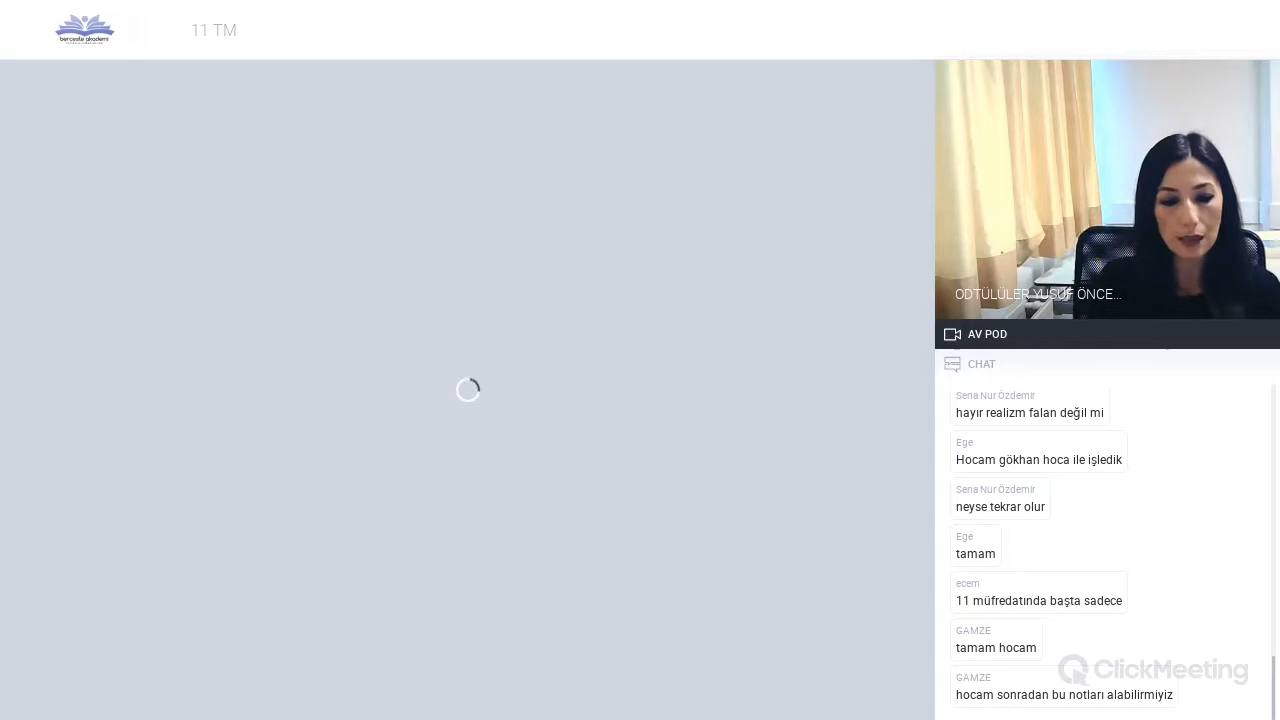 berceste akademi
11 TM
ODTÜLÜLER YUSUF ÖNCE...
AV POD
CHAT
Sena Nur Özdemir
hayır realizm falan değil mi
Ege
Hocam gökhan hoca ile işledik
Sena Nur Özdemir
neyse tekrar olur
Ege
tamam
ecem
11 müfredatında başta sadece
GAMZE
tamam hocam
GAMZE
hocam sonradan bu notları alabilirmiyiz
ClickMeeting